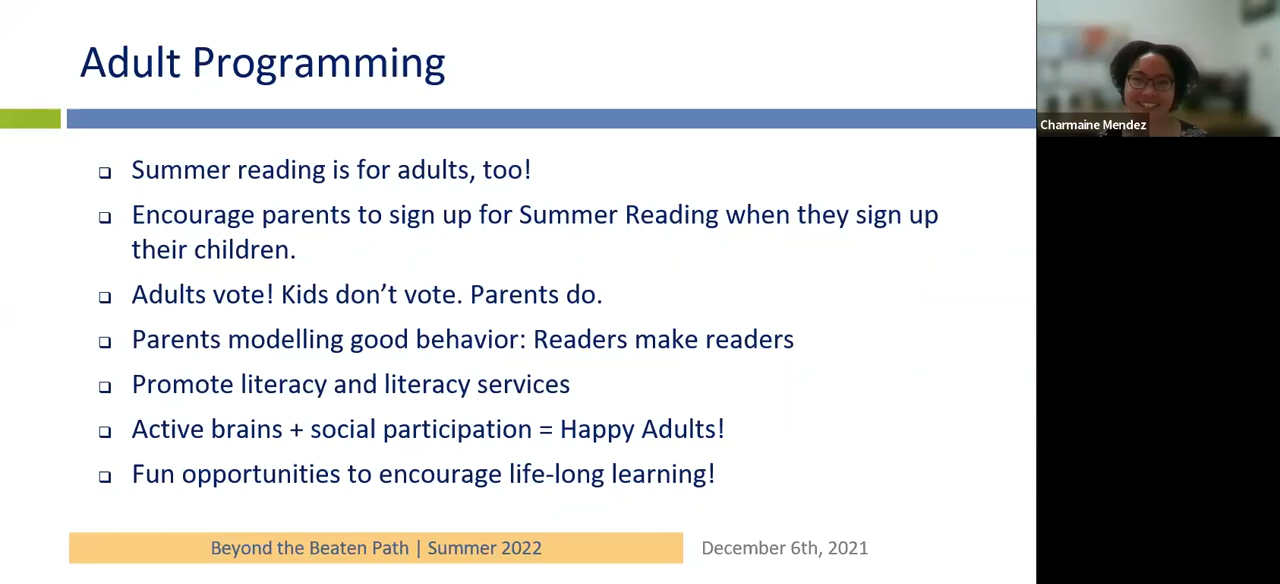 Adult Programming
Charmaine Mendez
Summer reading is for adults, too!
Encourage parents to sign up for Summer Reading when they sign up
their children.
Adults vote! Kids don’t vote. Parents do.
Parents modelling good behavior: Readers make readers
Promote literacy and literacy services
Active brains + social participation = Happy Adults!
Fun opportunities to encourage life-long learning!
Beyond the Beaten Path | Summer 2022
December 6th, 2021